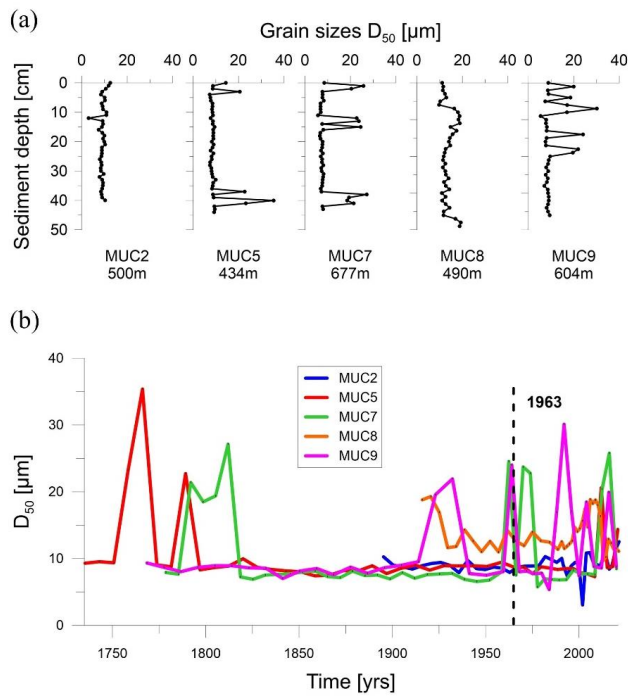 (a)
Grain sizes D50 [µm]
0 20 40 0 20 40 0 20 40 0 20 40 0 20 40
Sediment depth [cm]
0
10
20
30
40
50
MUC2 MUC5 MUC7 MUC8 MUC9
500m 434m 677m 490m 604m
(b)
D50 [µm]
40
30
20
10
0
MUC2
MUC5
MUC7
MUC8
MUC9
1963
1750 1800 1850 1900 1950 2000
Time [yrs]